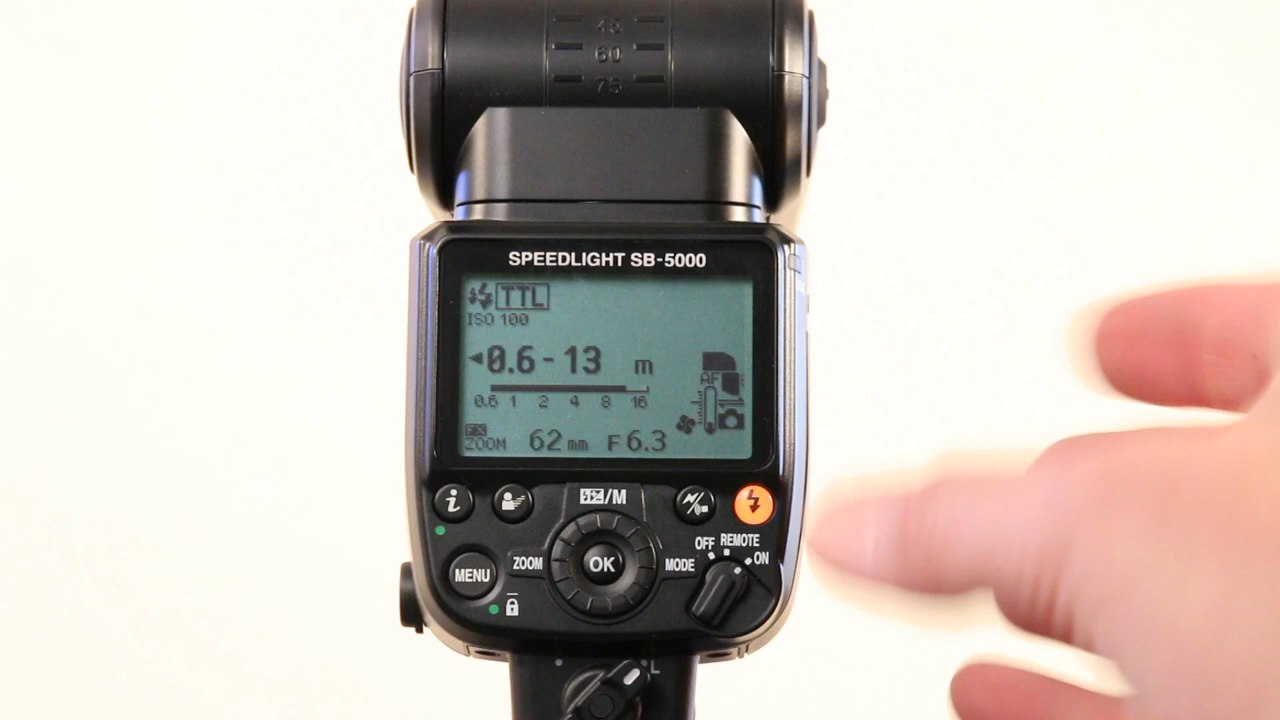 45
60
75
SPEEDLIGHT SB-5000
TTL
ISO 100
0.6 - 13 m
0.6 1 2 4 8 16
AF
FX
ZOOM 62 mm F 6.3
i
/M
OFF REMOTE ON
MENU
ZOOM
OK
MODE
L